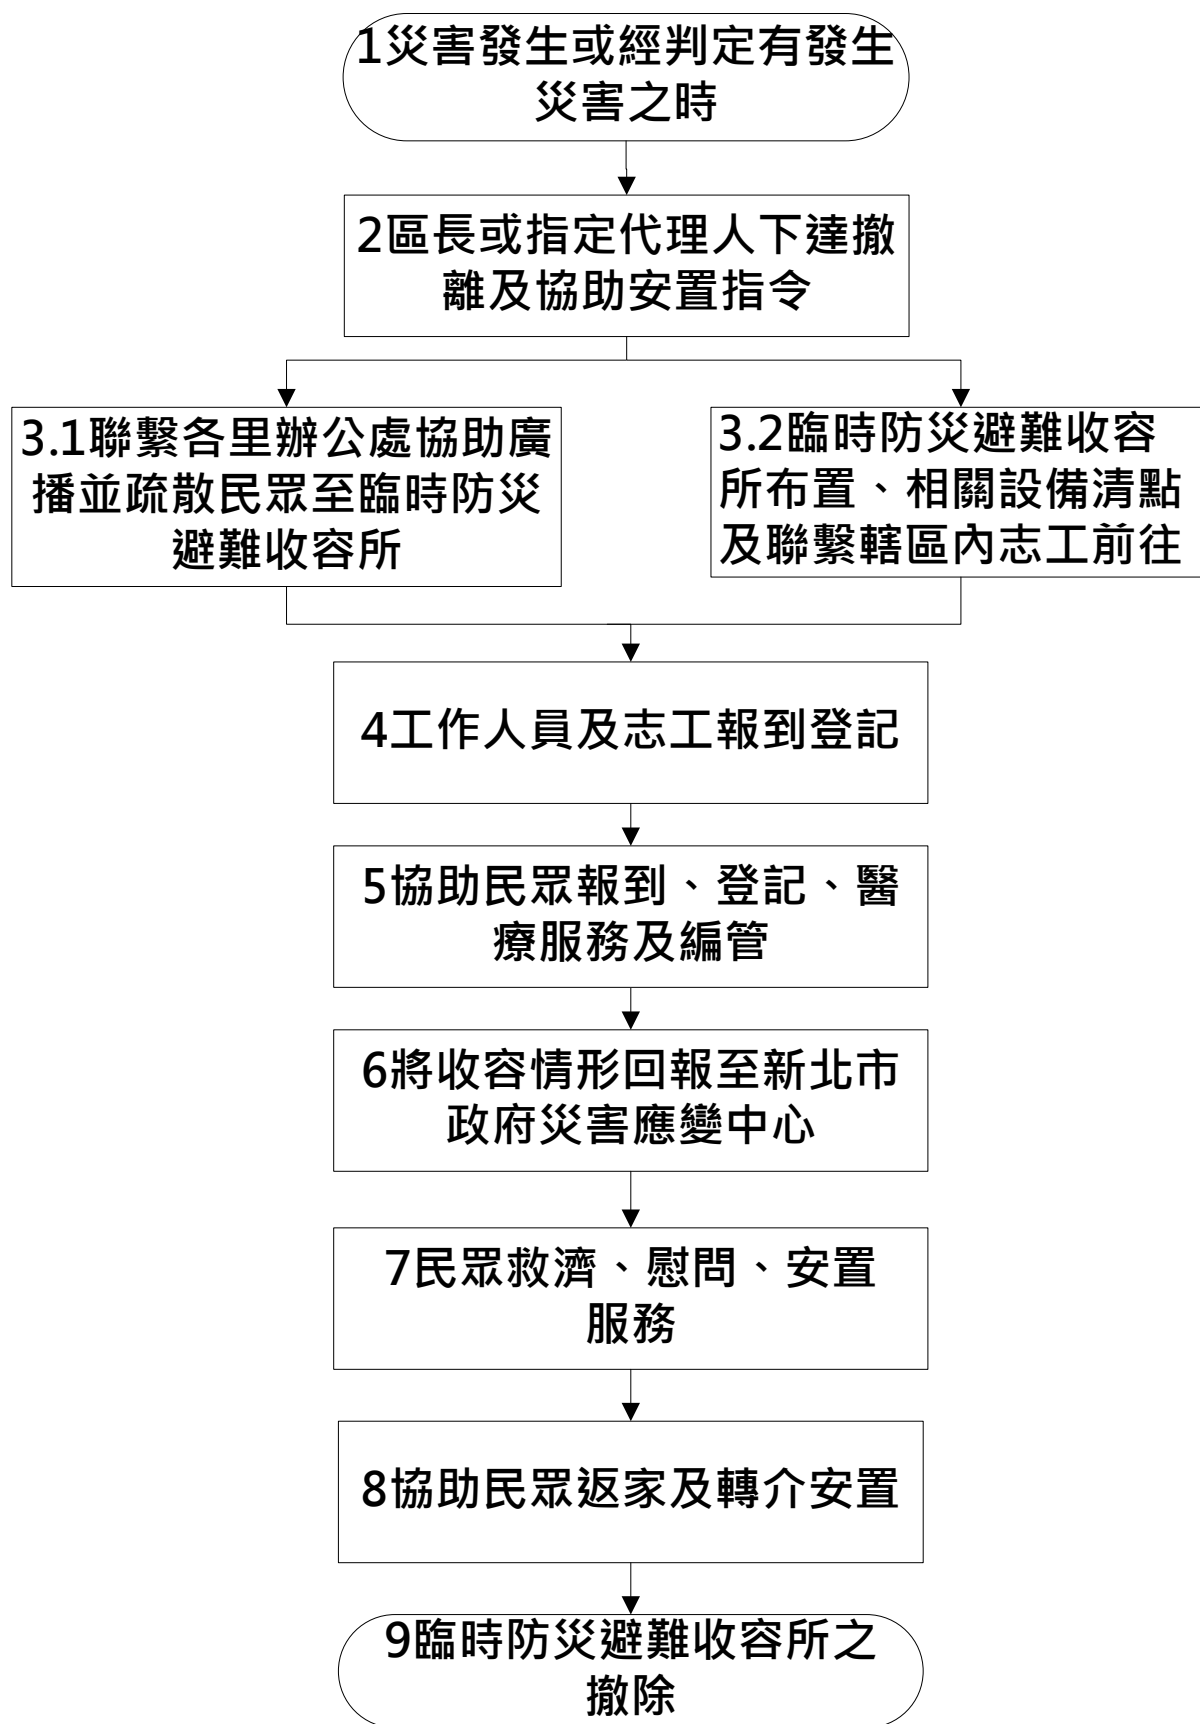 1災害發生或經判定有發生
災害之時
2區長或指定代理人下達撤
離及協助安置指令
3.1聯繫各里辦公處協助廣
播並疏散民眾至臨時防災
避難收容所
3.2臨時防災避難收容
所布置、相關設備清點
及聯繫轄區內志工前往
4工作人員及志工報到登記
5協助民眾報到、登記、醫
療服務及編管
6將收容情形回報至新北市
政府災害應變中心
7民眾救濟、慰問、安置
服務
8協助民眾返家及轉介安置
9臨時防災避難收容所之
撤除